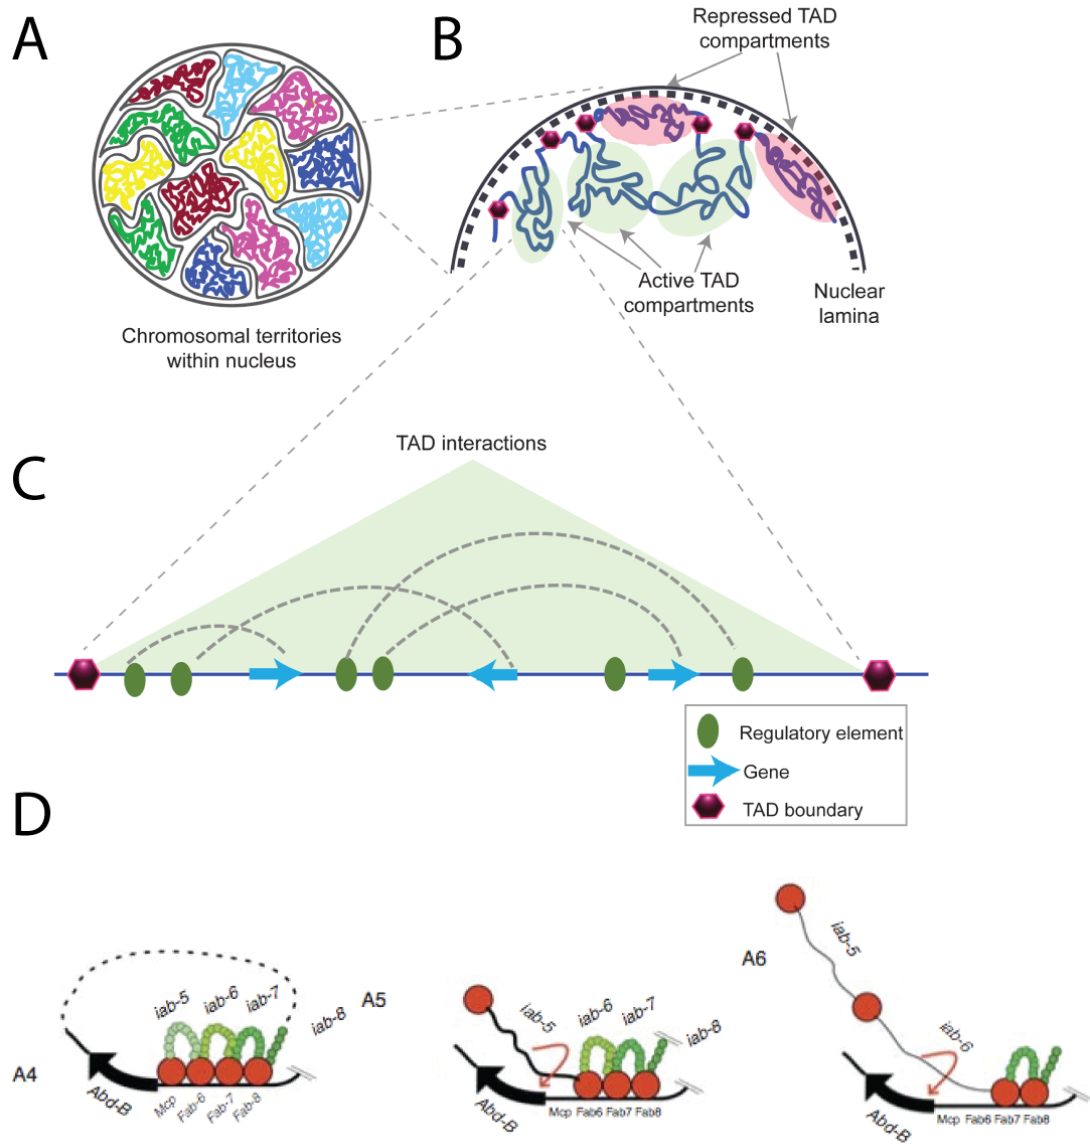 A
B
Repressed TAD
compartments
Active TAD
compartments
Nuclear
lamina
Chromosomal territories
within nucleus
C
TAD interactions
Regulatory element
Gene
TAD boundary
D
A4
iab-5
iab-6
iab-7
iab-8
A5
Abd-B
Mcp
Fab-6
Fab-7
Fab-8
iab-5
iab-6
iab-7
iab-8
Abd-B
Mcp Fab6 Fab7 Fab8
A6
iab-5
iab-6
Abd-B
Mcp Fab6 Fab7 Fab8